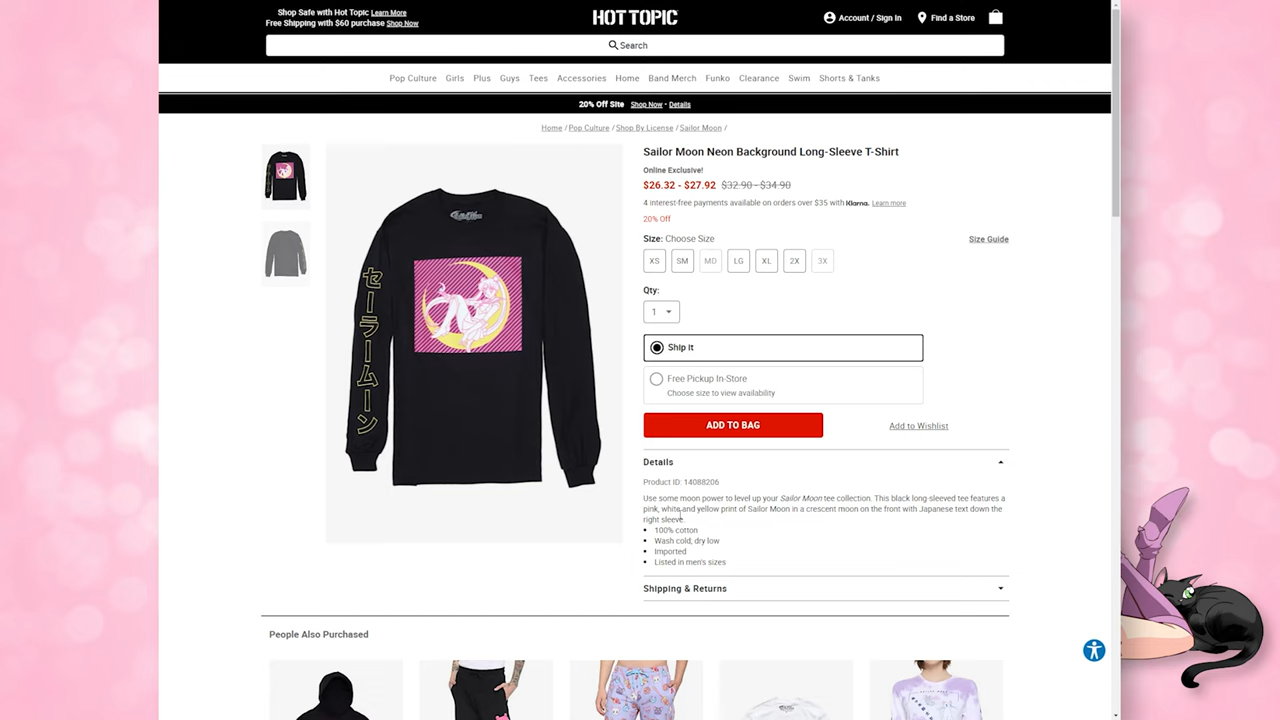 Shop Safe with Hot Topic Learn More
Free Shipping with $60 purchase Shop Now
HOT TOPIC
Account / Sign In
Find a Store
Search
Pop Culture Girls Plus Guys Tees Accessories Home Band Merch Funko Clearance Swim Shorts & Tanks
20% Off Site Shop Now • Details
Home / Pop Culture / Shop By License / Sailor Moon /
セーラームーン
Sailor Moon Neon Background Long-Sleeve T-Shirt
Online Exclusive!
$26.32 - $27.92 $32.90 - $34.90
4 interest-free payments available on orders over $35 with Klarna. Learn more
20% Off
Size: Choose Size
Size Guide
XS SM MD LG XL 2X 3X
Qty:
1
Ship it
Free Pickup In-Store
Choose size to view availability
ADD TO BAG
Add to Wishlist
Details
Product ID: 14088206
Use some moon power to level up your Sailor Moon tee collection. This black long-sleeved tee features a
pink, white and yellow print of Sailor Moon in a crescent moon on the front with Japanese text down the
right sleeve.
• 100% cotton
• Wash cold, dry low
• Imported
• Listed in men's sizes
Shipping & Returns
People Also Purchased